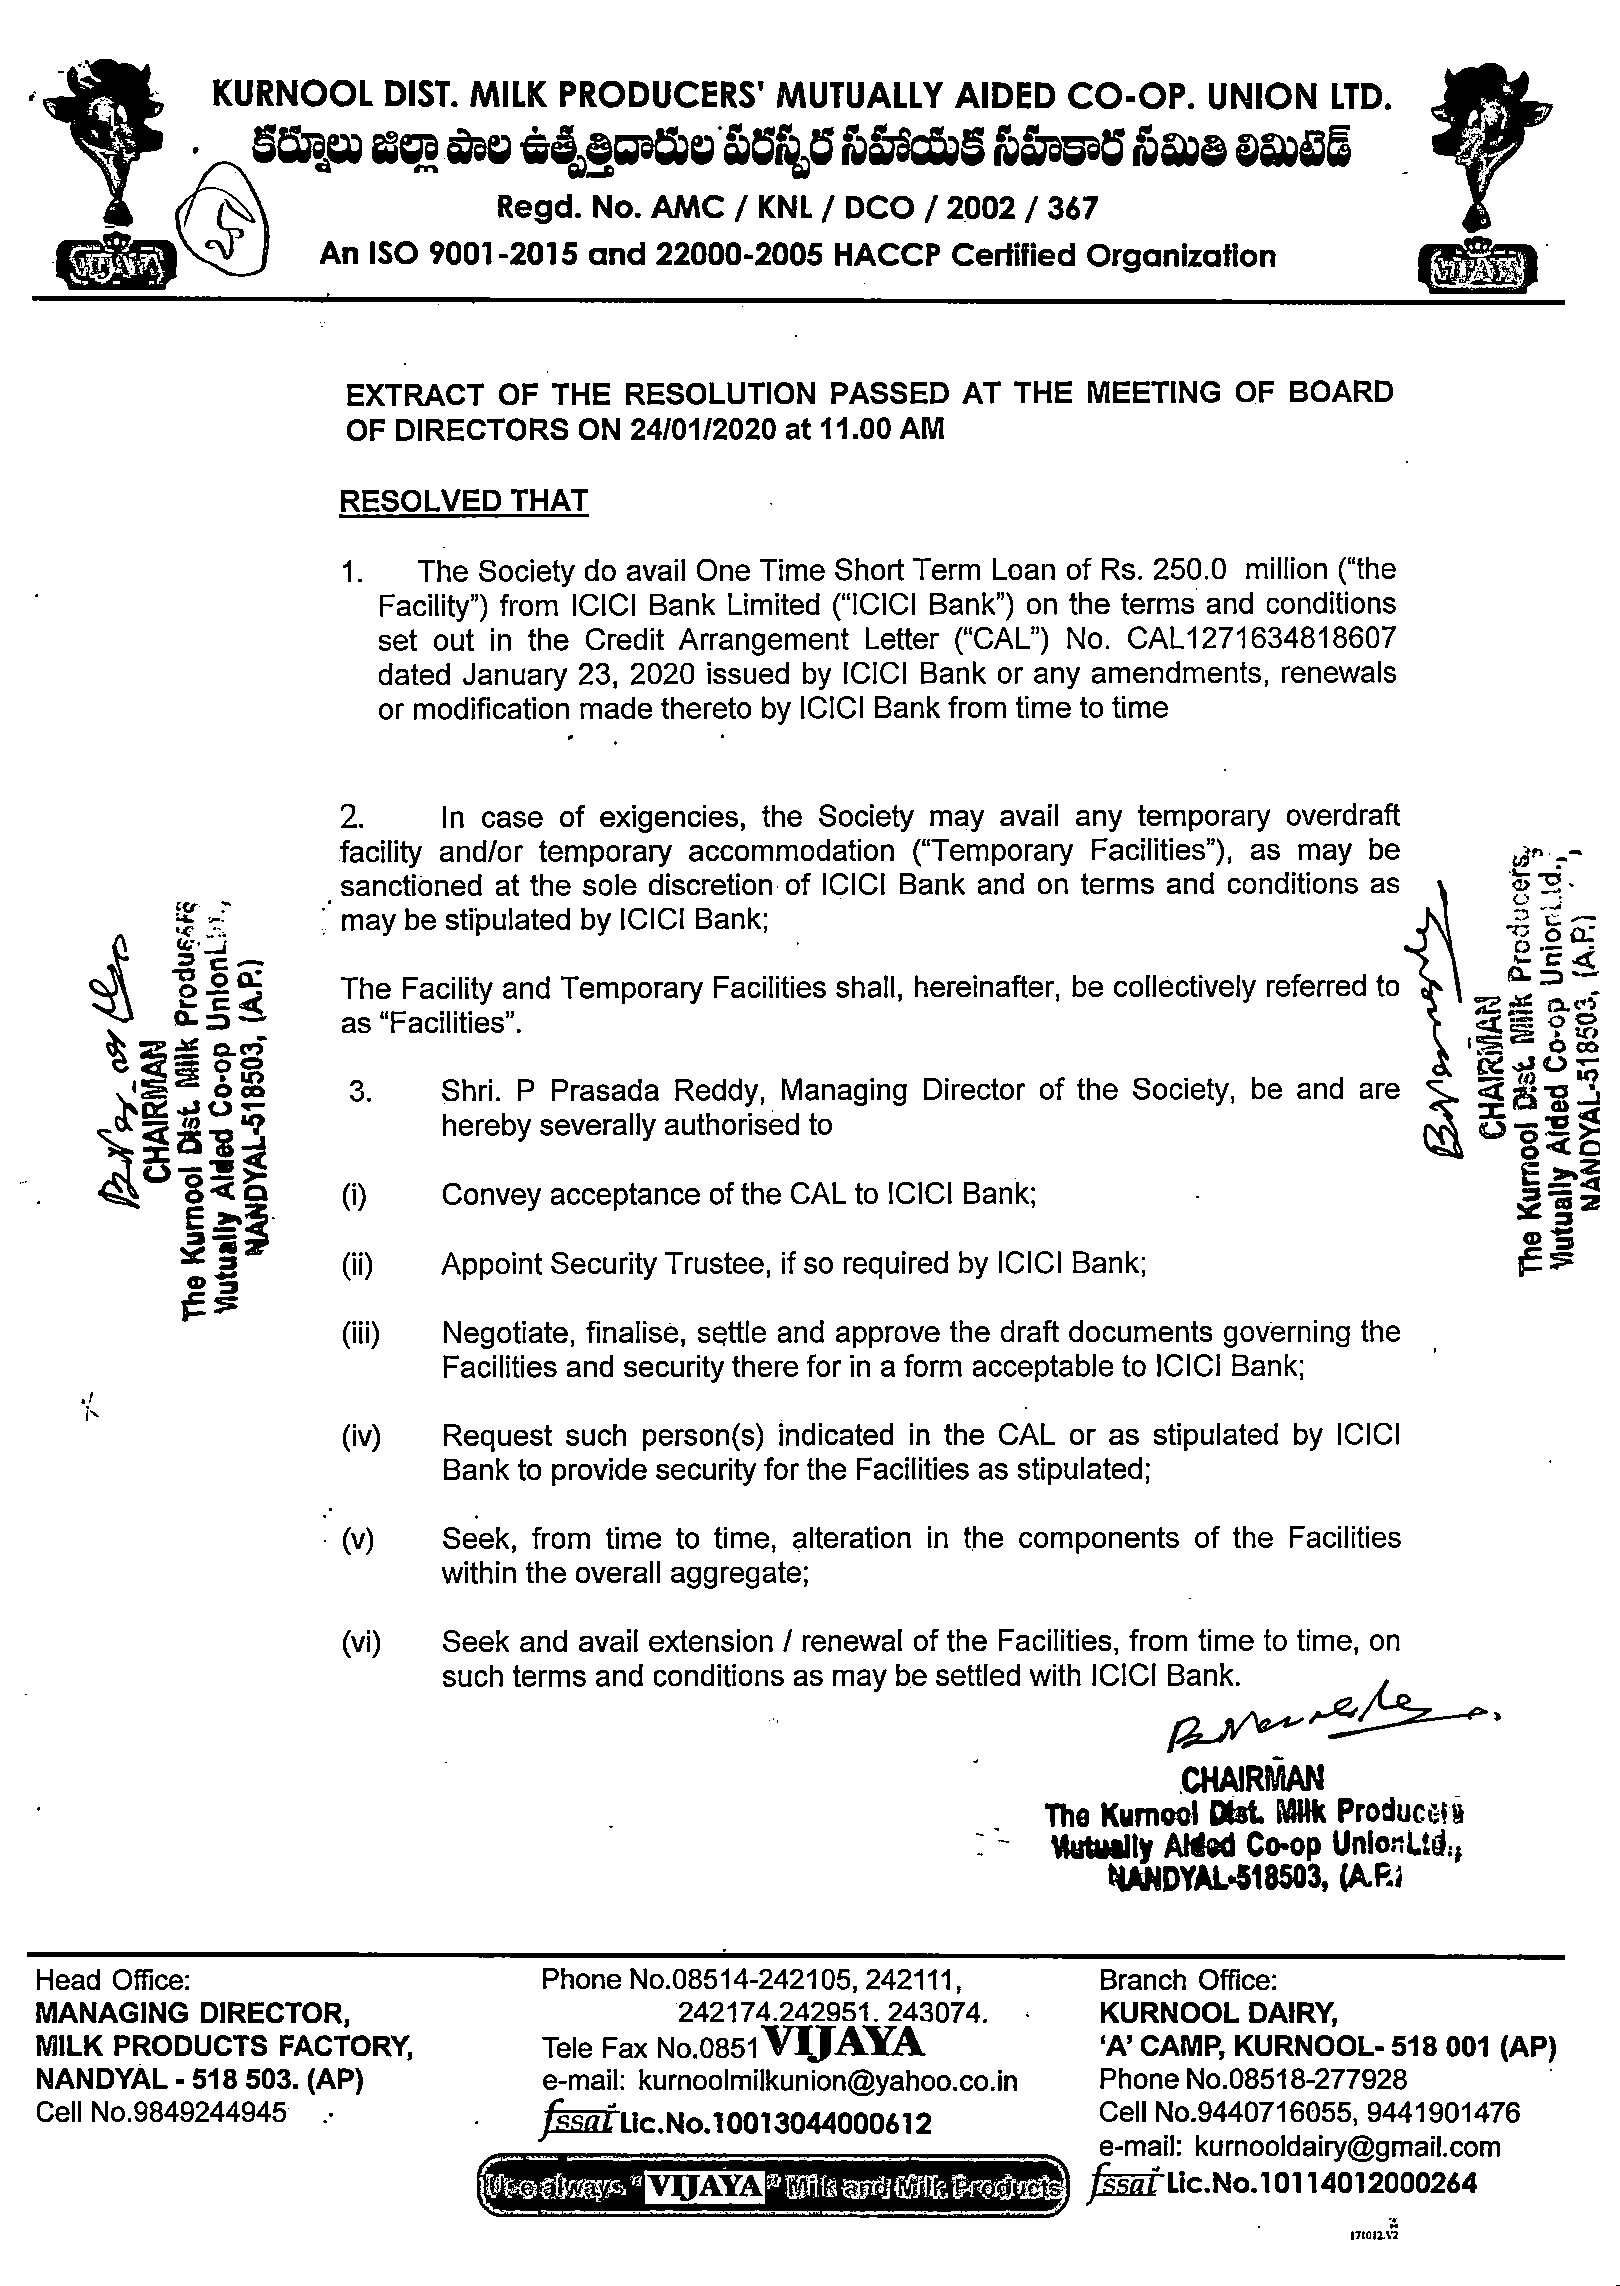 KURNOOL DIST. MILK PRODUCERS' MUTUALLY AIDED CO-OP. UNION LTD.
కర్నూలు జిల్లా పాల ఉత్పత్తిదారుల పరస్పర సహాయక సహకార సమితి లిమిటెడ్
Regd. No. AMC / KNL / DCO / 2002 / 367
An ISO 9001-2015 and 22000-2005 HACCP Certified Organization
VIJAYA
VIJAYA
EXTRACT OF THE RESOLUTION PASSED AT THE MEETING OF BOARD
OF DIRECTORS ON 24/01/2020 at 11.00 AM
RESOLVED THAT
1. The Society do avail One Time Short Term Loan of Rs. 250.0 million (“the
Facility”) from ICICI Bank Limited (“ICICI Bank”) on the terms and conditions
set out in the Credit Arrangement Letter (“CAL”) No. CAL1271634818607
dated January 23, 2020 issued by ICICI Bank or any amendments, renewals
or modification made thereto by ICICI Bank from time to time
2. In case of exigencies, the Society may avail any temporary overdraft
facility and/or temporary accommodation (“Temporary Facilities”), as may be
sanctioned at the sole discretion of ICICI Bank and on terms and conditions as
may be stipulated by ICICI Bank;
The Facility and Temporary Facilities shall, hereinafter, be collectively referred to
as “Facilities”.
3. Shri. P Prasada Reddy, Managing Director of the Society, be and are
hereby severally authorised to
(i) Convey acceptance of the CAL to ICICI Bank;
(ii) Appoint Security Trustee, if so required by ICICI Bank;
(iii) Negotiate, finalise, settle and approve the draft documents governing the
Facilities and security there for in a form acceptable to ICICI Bank;
(iv) Request such person(s) indicated in the CAL or as stipulated by ICICI
Bank to provide security for the Facilities as stipulated;
(v) Seek, from time to time, alteration in the components of the Facilities
within the overall aggregate;
(vi) Seek and avail extension / renewal of the Facilities, from time to time, on
such terms and conditions as may be settled with ICICI Bank.
CHAIRMAN
The Kurnool Dist. Milk Producers
Mutually Aided Co-op UnionLtd.,
NANDYAL-518503, (A.P.)
CHAIRMAN
The Kurnool Dist. Milk Producers,
Mutually Aided Co-op UnionLtd.,
NANDYAL-518503, (A.P.)
CHAIRMAN
The Kurnool Dist. Milk Producers
Mutually Aided Co-op UnionLtd.,
NANDYAL-518503, (A.P.)
Head Office:
MANAGING DIRECTOR,
MILK PRODUCTS FACTORY,
NANDYAL - 518 503. (AP)
Cell No.9849244945
Phone No.08514-242105, 242111,
242174.242951. 243074.
Tele Fax No.0851 VIJAYA
e-mail: kurnoolmilkunion@yahoo.co.in
fssai Lic.No.10013044000612
Use always "VIJAYA" Milk and Milk Products
Branch Office:
KURNOOL DAIRY,
‘A’ CAMP, KURNOOL- 518 001 (AP)
Phone No.08518-277928
Cell No.9440716055, 9441901476
e-mail: kurnooldairy@gmail.com
fssai Lic.No.10114012000264